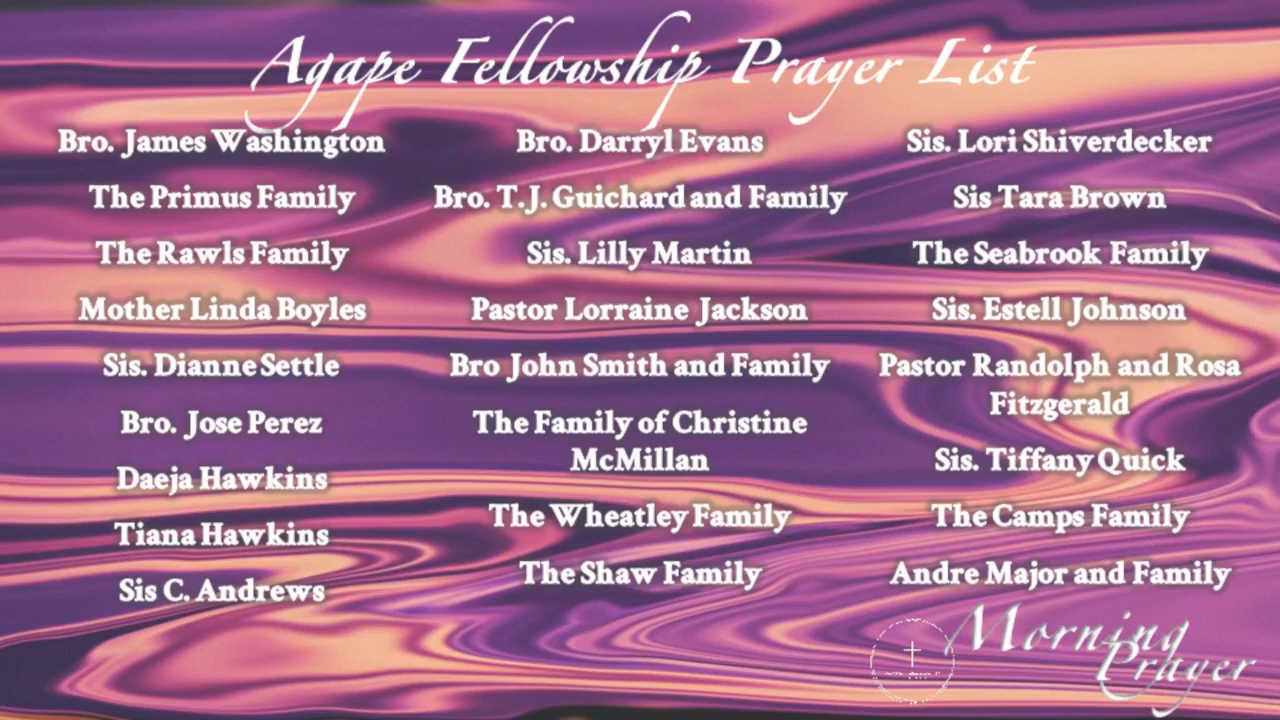 Agape Fellowship Prayer List
Bro. James Washington
The Primus Family
The Rawls Family
Mother Linda Boyles
Sis. Dianne Settle
Bro. Jose Perez
Daeja Hawkins
Tiana Hawkins
Sis C. Andrews
Bro. Darryl Evans
Bro. T.J. Guichard and Family
Sis. Lilly Martin
Pastor Lorraine Jackson
Bro John Smith and Family
The Family of Christine
McMillan
The Wheatley Family
The Shaw Family
Sis. Lori Shiverdecker
Sis Tara Brown
The Seabrook Family
Sis. Estell Johnson
Pastor Randolph and Rosa
Fitzgerald
Sis. Tiffany Quick
The Camps Family
Andre Major and Family
Morning
Prayer